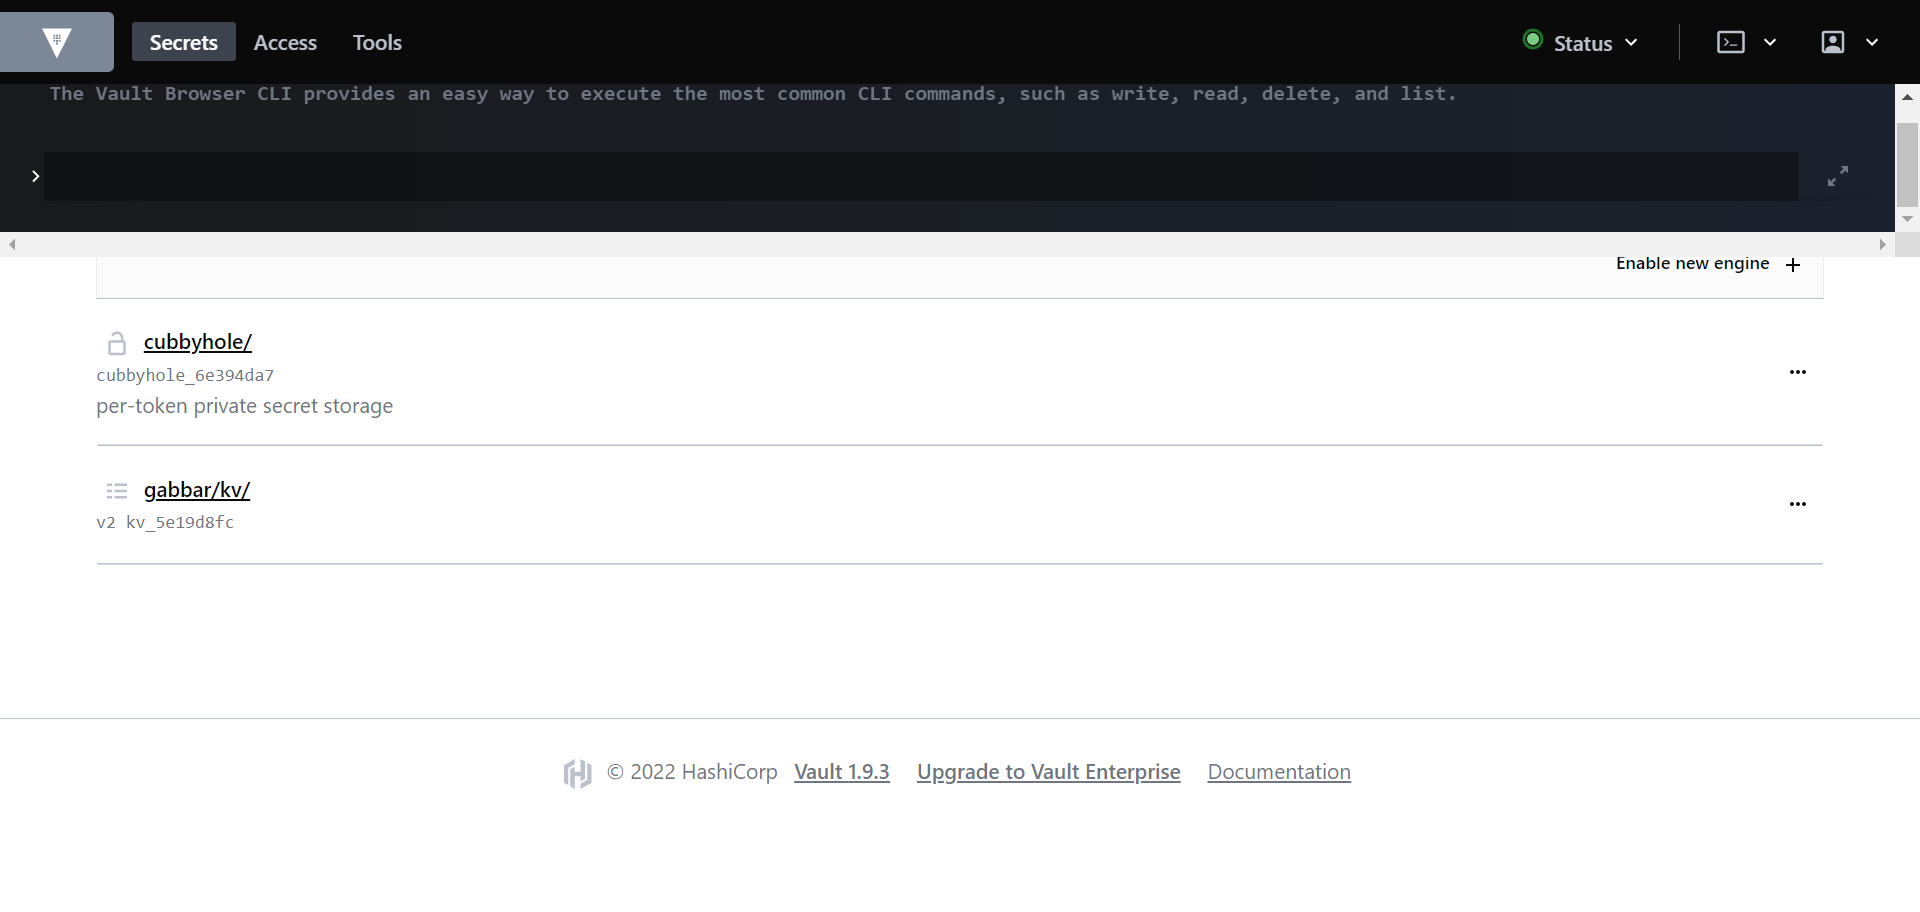 Secrets Access Tools Status
The Vault Browser CLI provides an easy way to execute the most common CLI commands, such as write, read, delete, and list.
Enable new engine
cubbyhole/
cubbyhole_6e394da7
per-token private secret storage
gabbar/kv/
v2 kv_5e19d8fc
© 2022 HashiCorp Vault 1.9.3 Upgrade to Vault Enterprise Documentation